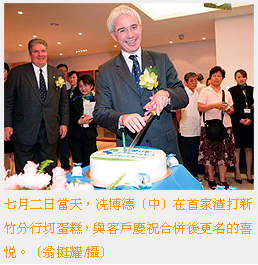 七月二日當天，冼博德〔中〕在首家渣打新
竹分行切蛋糕，與客戶慶祝合併後更名的喜
悅。〔翁挺耀/攝〕